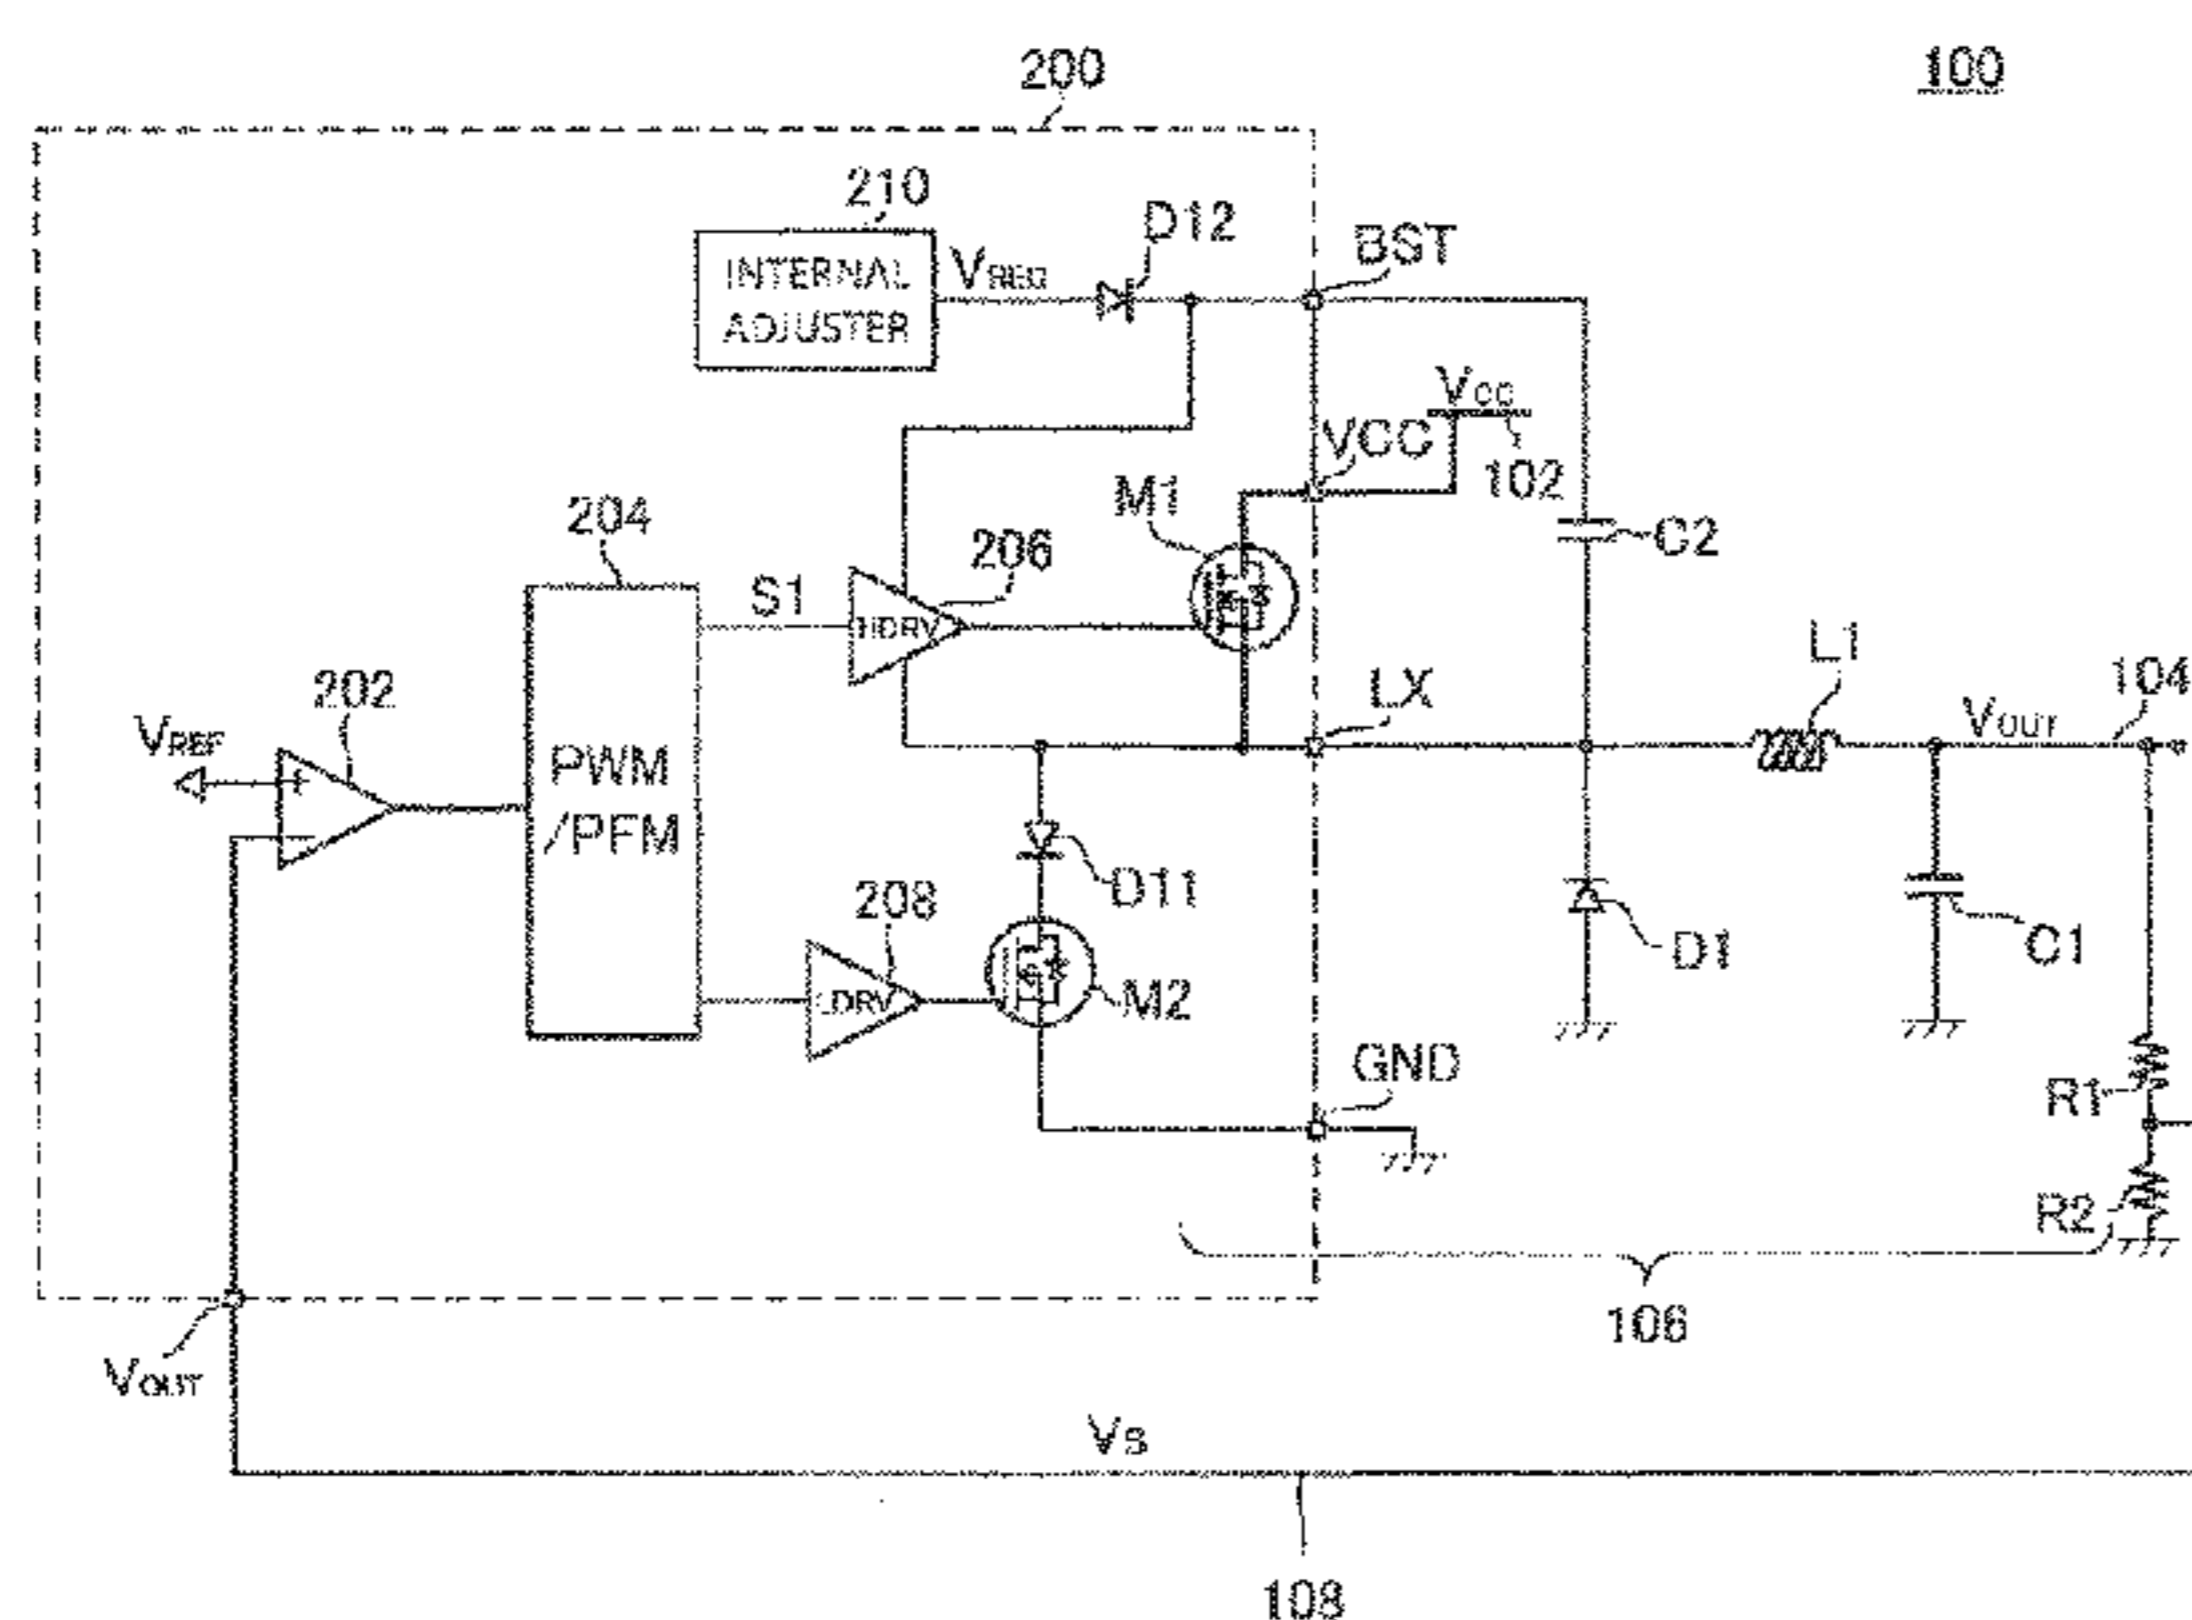 200
100
210
D12
BST
INTERNAL
ADJUSTER
VREG
Vcc
VCC
102
M1
C2
204
206
S1
HDRV
L1
104
LX
VOUT
202
VREF
+
−
PWM
/PFM
D11
208
D1
C1
LDRV
M2
GND
R1
R2
106
VOUT
VS
108